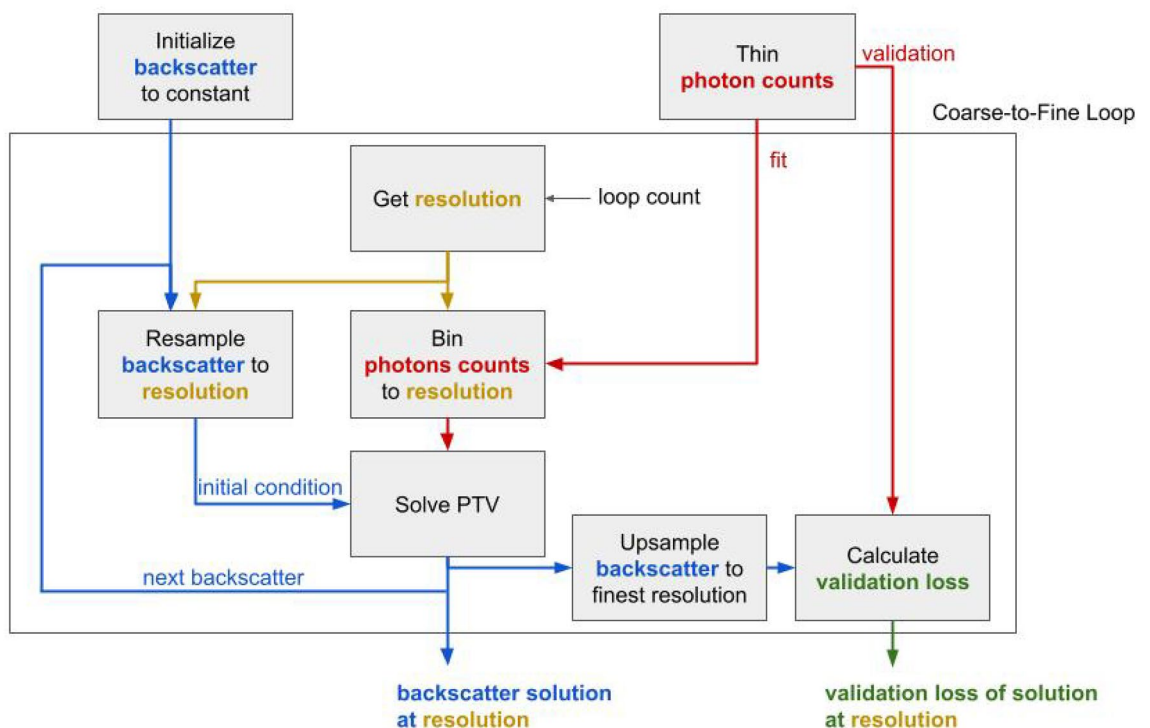 Initialize
backscatter
to constant
Thin
photon counts
validation
Coarse-to-Fine Loop
fit
Get resolution
loop count
Resample
backscatter to
resolution
Bin
photons counts
to resolution
initial condition
Solve PTV
Upsample
backscatter to
finest resolution
Calculate
validation loss
next backscatter
backscatter solution
at resolution
validation loss of solution
at resolution